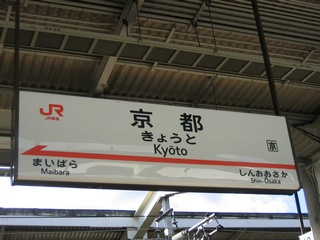 JR
JR東海
京都
きょうと
Kyōto
京
まいばら
Maibara
しんおおさか
Shin-Osaka